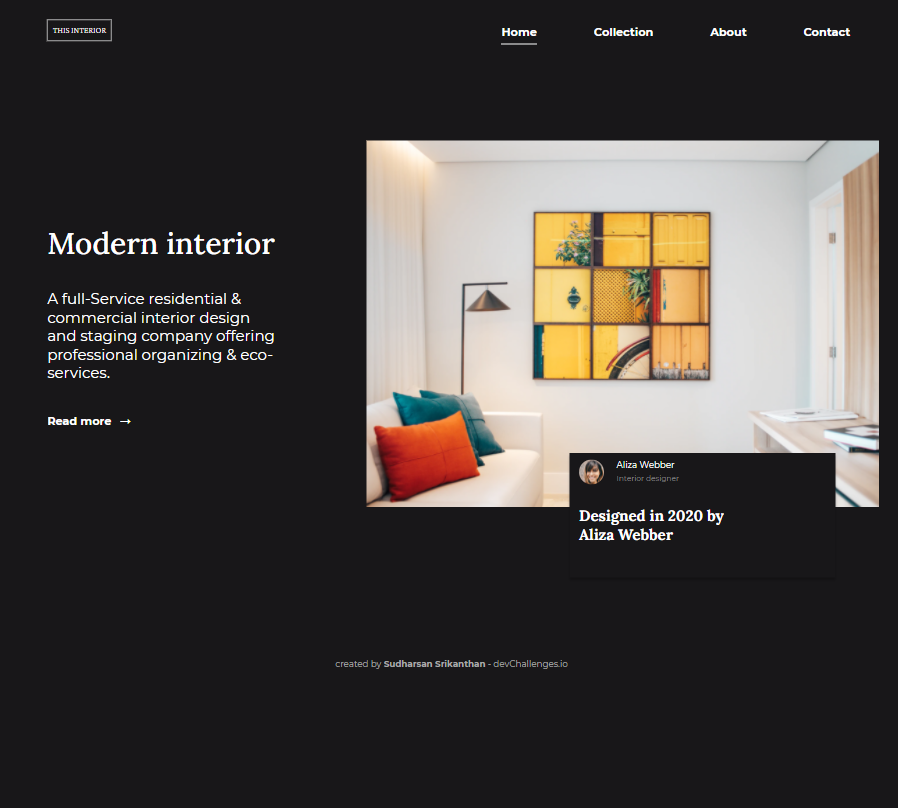 THIS INTERIOR
Home Collection About Contact
Modern interior
A full-Service residential &
commercial interior design
and staging company offering
professional organizing & eco-
services.
Read more →
Aliza Webber
Interior designer
Designed in 2020 by
Aliza Webber
created by Sudharsan Srikanthan - devChallenges.io